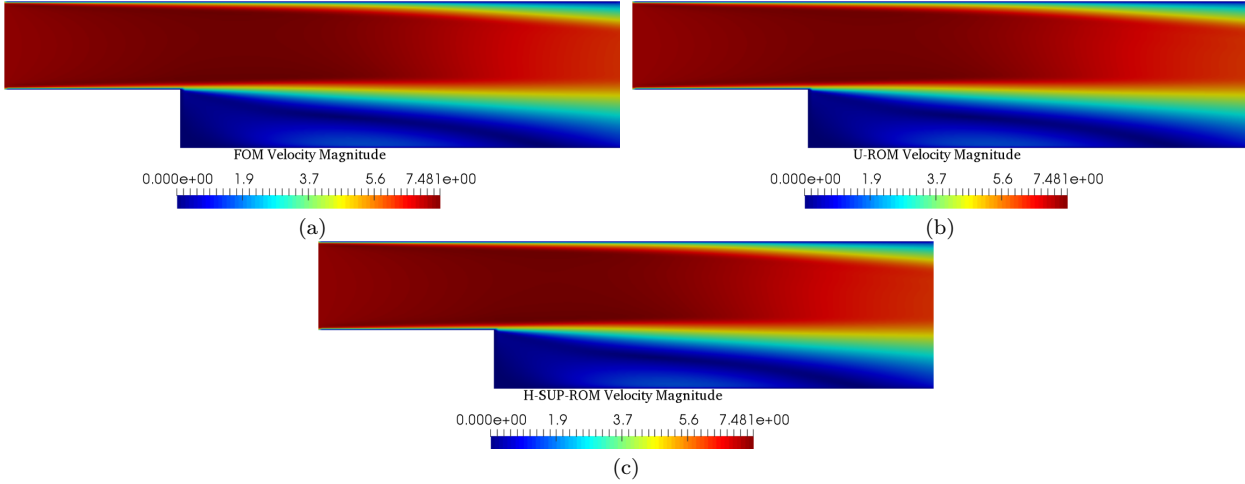 FOM Velocity Magnitude
0.000e+00 1.9 3.7 5.6 7.481e+00
(a)
U-ROM Velocity Magnitude
0.000e+00 1.9 3.7 5.6 7.481e+00
(b)
H-SUP-ROM Velocity Magnitude
0.000e+00 1.9 3.7 5.6 7.481e+00
(c)